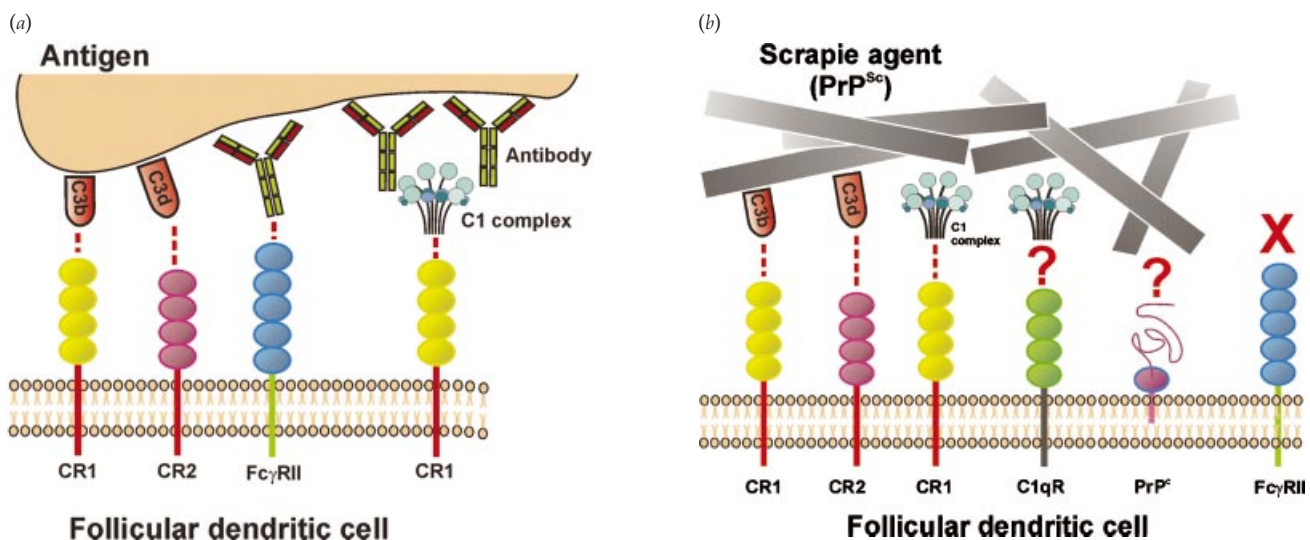 (a)
Antigen
C3b
C3d
Antibody
C1 complex
CR1
CR2
FcγRII
CR1
Follicular dendritic cell
(b)
Scrapie agent
(PrPSc)
C3b
C3d
C1
complex
?
?
X
CR1
CR2
CR1
C1qR
PrPc
FcγRII
Follicular dendritic cell